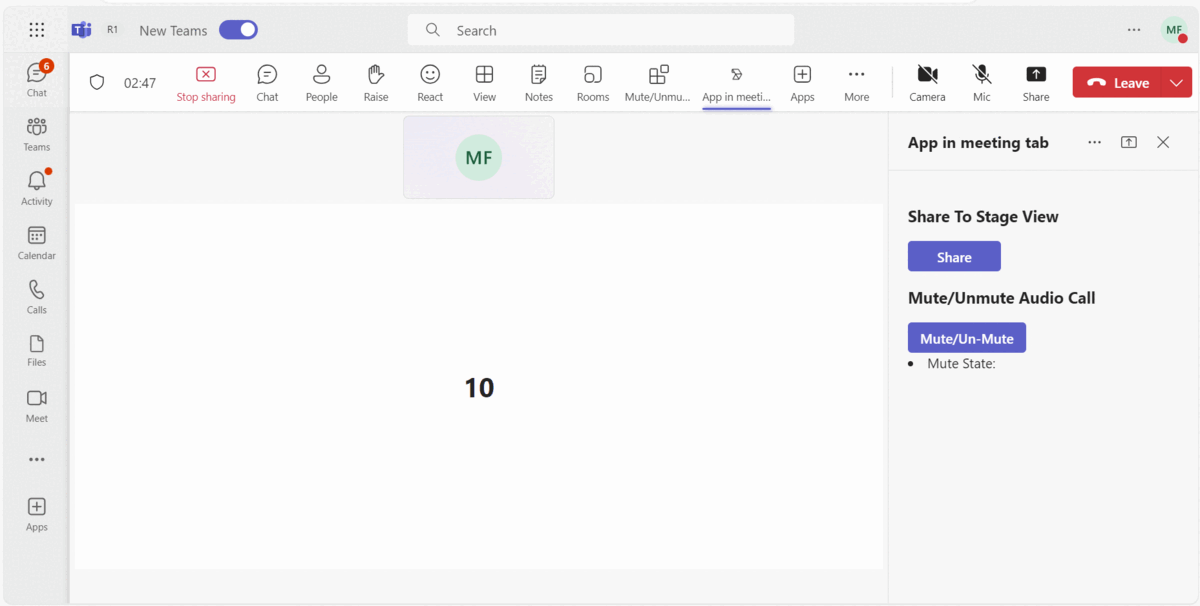 R1 New Teams Search MF
6 Chat
Teams
Activity
Calendar
Calls
Files
Meet
Apps
02:47 Stop sharing Chat People Raise React View Notes Rooms Mute/Unmu... App in meeti... Apps More Camera Mic Share Leave
MF
10
App in meeting tab
Share To Stage View
Share
Mute/Unmute Audio Call
Mute/Un-Mute
• Mute State: